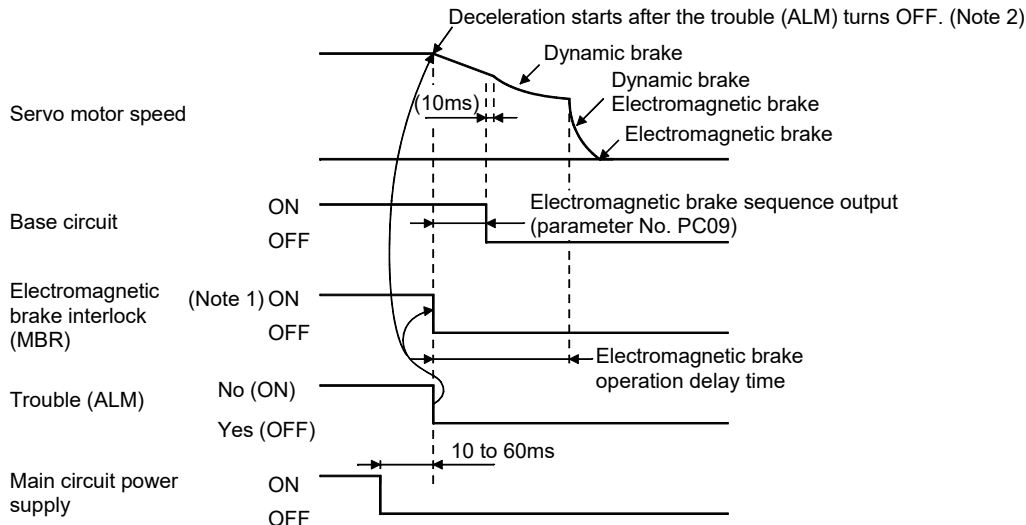 Deceleration starts after the trouble (ALM) turns OFF. (Note 2)
Dynamic brake
Dynamic brake
Electromagnetic brake
Electromagnetic brake
(10ms)
Servo motor speed
Base circuit
ON
OFF
Electromagnetic brake sequence output
(parameter No. PC09)
Electromagnetic
brake interlock
(MBR)
(Note 1) ON
OFF
Electromagnetic brake
operation delay time
Trouble (ALM)
No (ON)
Yes (OFF)
10 to 60ms
Main circuit power
supply
ON
OFF